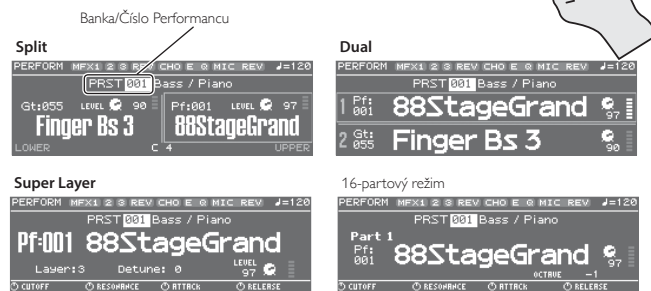 Banka/Číslo Performancu
Split
PERFORM MFX1 2 3 REV CHO E Q MIC REV ♩=120
PRST 001 Bass / Piano
Gt:055 LEVEL 90
Finger Bs 3
Pf:001 LEVEL 97
88StageGrand
LOWER C 4 UPPER
Dual
PERFORM MFX1 2 3 REV CHO E Q MIC REV ♩=120
PRST 001 Bass / Piano
1 Pf: 001 88StageGrand 97
2 Gt: 055 Finger Bs 3 90
Super Layer
PERFORM MFX1 2 3 REV CHO E Q MIC REV ♩=120
PRST 001 Bass / Piano
Pf:001 88StageGrand
Layer:3 Detune: 0 LEVEL 97
CUTOFF RESONANCE ATTACK RELEASE
16-partový režim
PERFORM MFX1 2 3 REV CHO E Q MIC REV ♩=120
PRST 001 Bass / Piano
Part 1
Pf: 001 88StageGrand 97
OCTAVE -1
CUTOFF RESONANCE ATTACK RELEASE